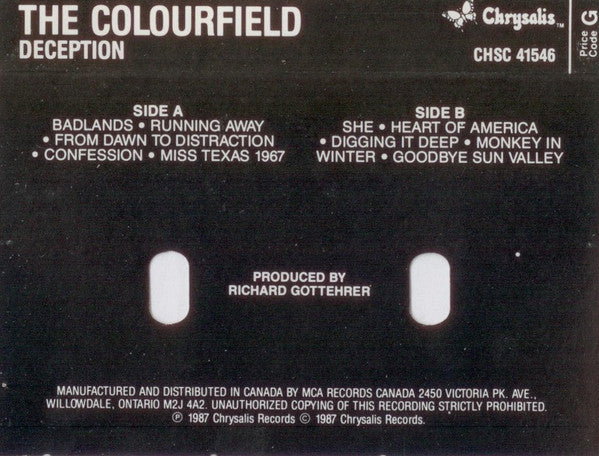 THE COLOURFIELD
DECEPTION
Chrysalis™
CHSC 41546
Price
Code G
SIDE A
BADLANDS • RUNNING AWAY
• FROM DAWN TO DISTRACTION
• CONFESSION • MISS TEXAS 1967
SIDE B
SHE • HEART OF AMERICA
• DIGGING IT DEEP • MONKEY IN
WINTER • GOODBYE SUN VALLEY
PRODUCED BY
RICHARD GOTTEHRER
MANUFACTURED AND DISTRIBUTED IN CANADA BY MCA RECORDS CANADA 2450 VICTORIA PK. AVE.,
WILLOWDALE, ONTARIO M2J 4A2. UNAUTHORIZED COPYING OF THIS RECORDING STRICTLY PROHIBITED.
℗ 1987 Chrysalis Records © 1987 Chrysalis Records.